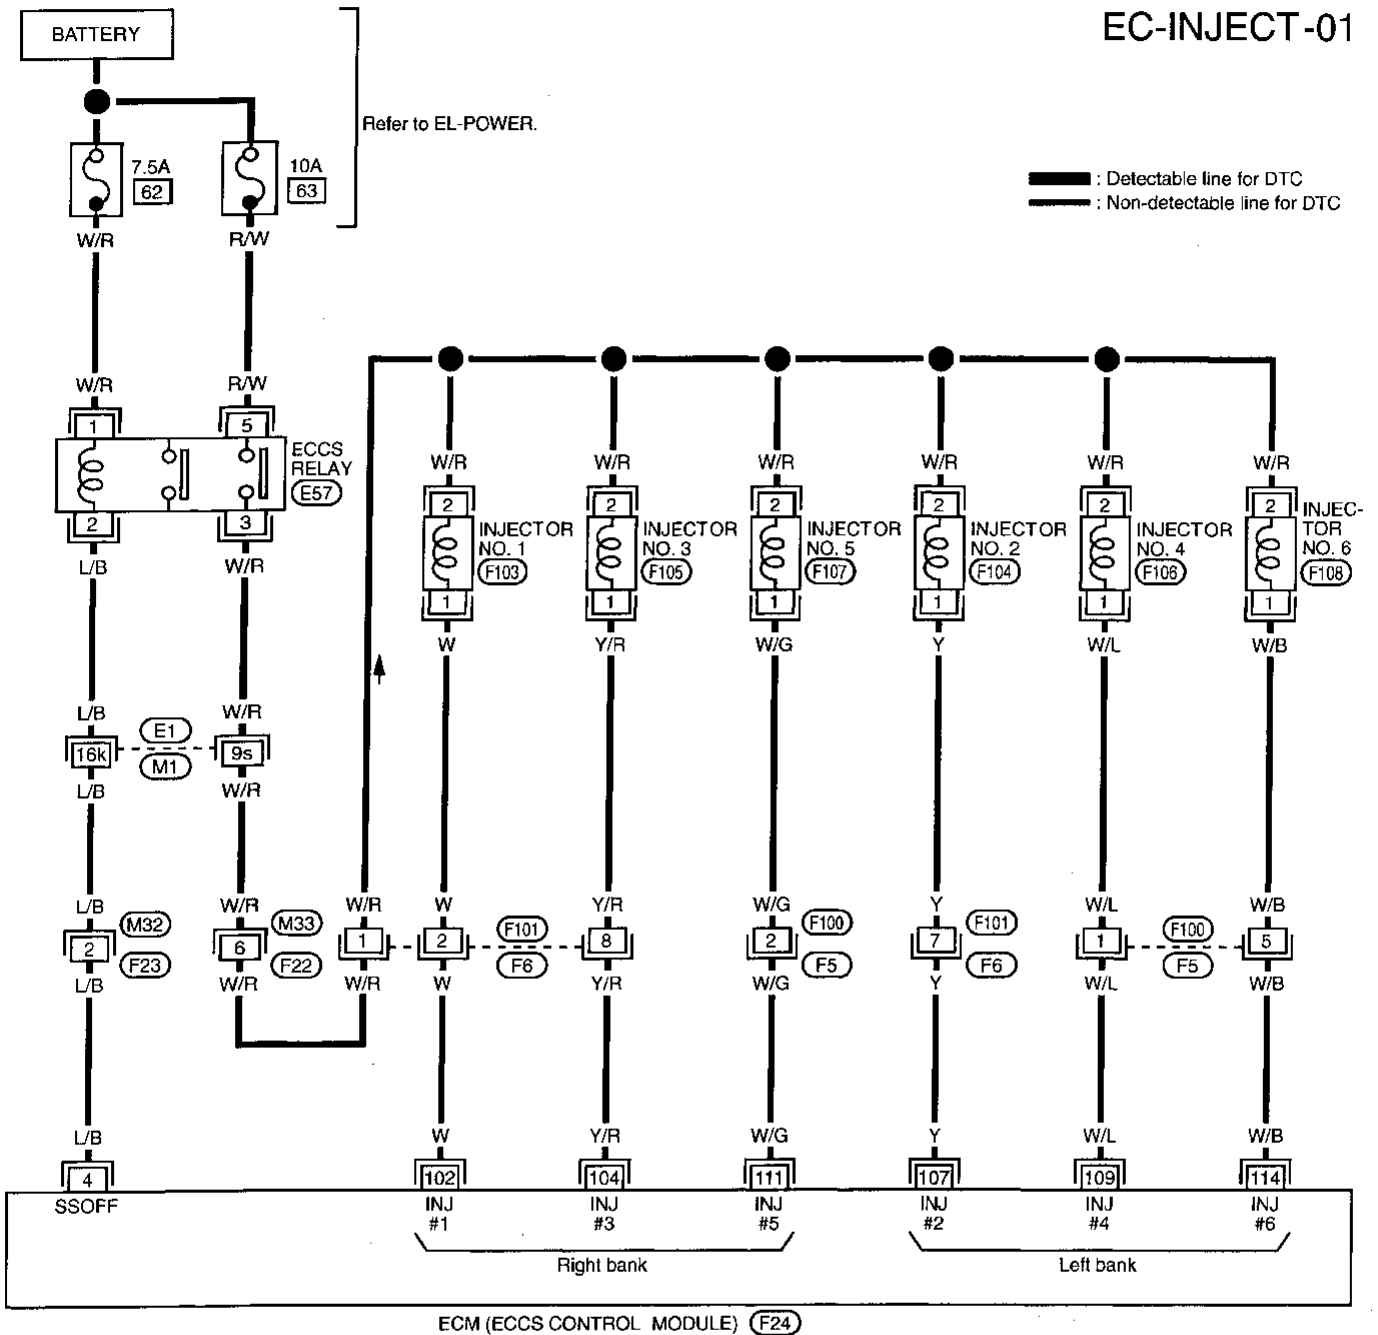 EC-INJECT-01
BATTERY
Refer to EL-POWER.
7.5A
62
10A
63
: Detectable line for DTC
: Non-detectable line for DTC
W/R R/W
W/R R/W
1 5
ECCS
RELAY
E57
2 3
L/B W/R
W/R W/R W/R W/R W/R W/R
2 2 2 2 2 2
INJECTOR
NO. 1
F103
INJECTOR
NO. 3
F105
INJECTOR
NO. 5
F107
INJECTOR
NO. 2
F104
INJECTOR
NO. 4
F106
INJEC-
TOR
NO. 6
F108
1 1 1 1 1 1
W Y/R W/G Y W/L W/B
L/B W/R
16k E1 M1 9s
L/B W/R
L/B W/R W/R W Y/R W/G Y W/L W/B
2 M32 F23 6 M33 F22 1 2 F101 F6 8 2 F100 F5 7 F101 F6 1 F100 F5 5
L/B W/R W/R W Y/R W/G Y W/L W/B
L/B W Y/R W/G Y W/L W/B
4 102 104 111 107 109 114
SSOFF
INJ
#1
INJ
#3
INJ
#5
INJ
#2
INJ
#4
INJ
#6
Right bank
Left bank
ECM (ECCS CONTROL MODULE) F24